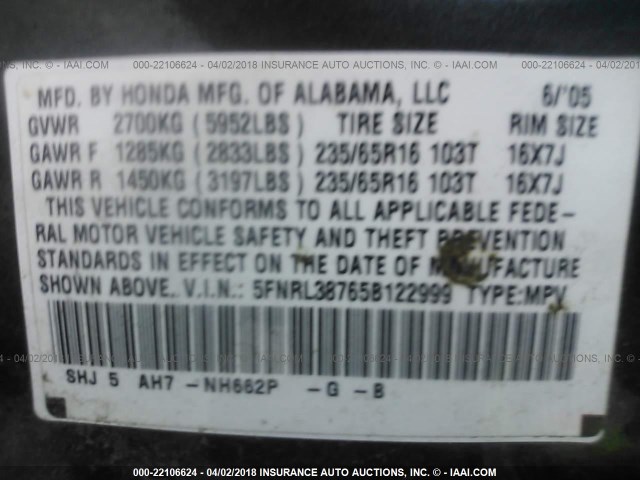 000-22106624 - 04/02/2018 INSURANCE AUTO AUCTIONS, INC. - © - IAAI.COM
MFD. BY HONDA MFG. OF ALABAMA, LLC 6/'05
GVWR 2700KG (5952LBS) TIRE SIZE RIM SIZE
GAWR F 1285KG (2833LBS) 235/65R16 103T 16X7J
GAWR R 1450KG (3197LBS) 235/65R16 103T 16X7J
THIS VEHICLE CONFORMS TO ALL APPLICABLE FEDE-
RAL MOTOR VEHICLE SAFETY AND THEFT PREVENTION
STANDARDS IN EFFECT ON THE DATE OF MANUFACTURE
SHOWN ABOVE. V.I.N.: 5FNRL38765B122999 TYPE:MPV
SHJ 5 AH7 -NH662P -G -B
000-22106624 - 04/02/2018 INSURANCE AUTO AUCTIONS, INC. - © - IAAI.COM